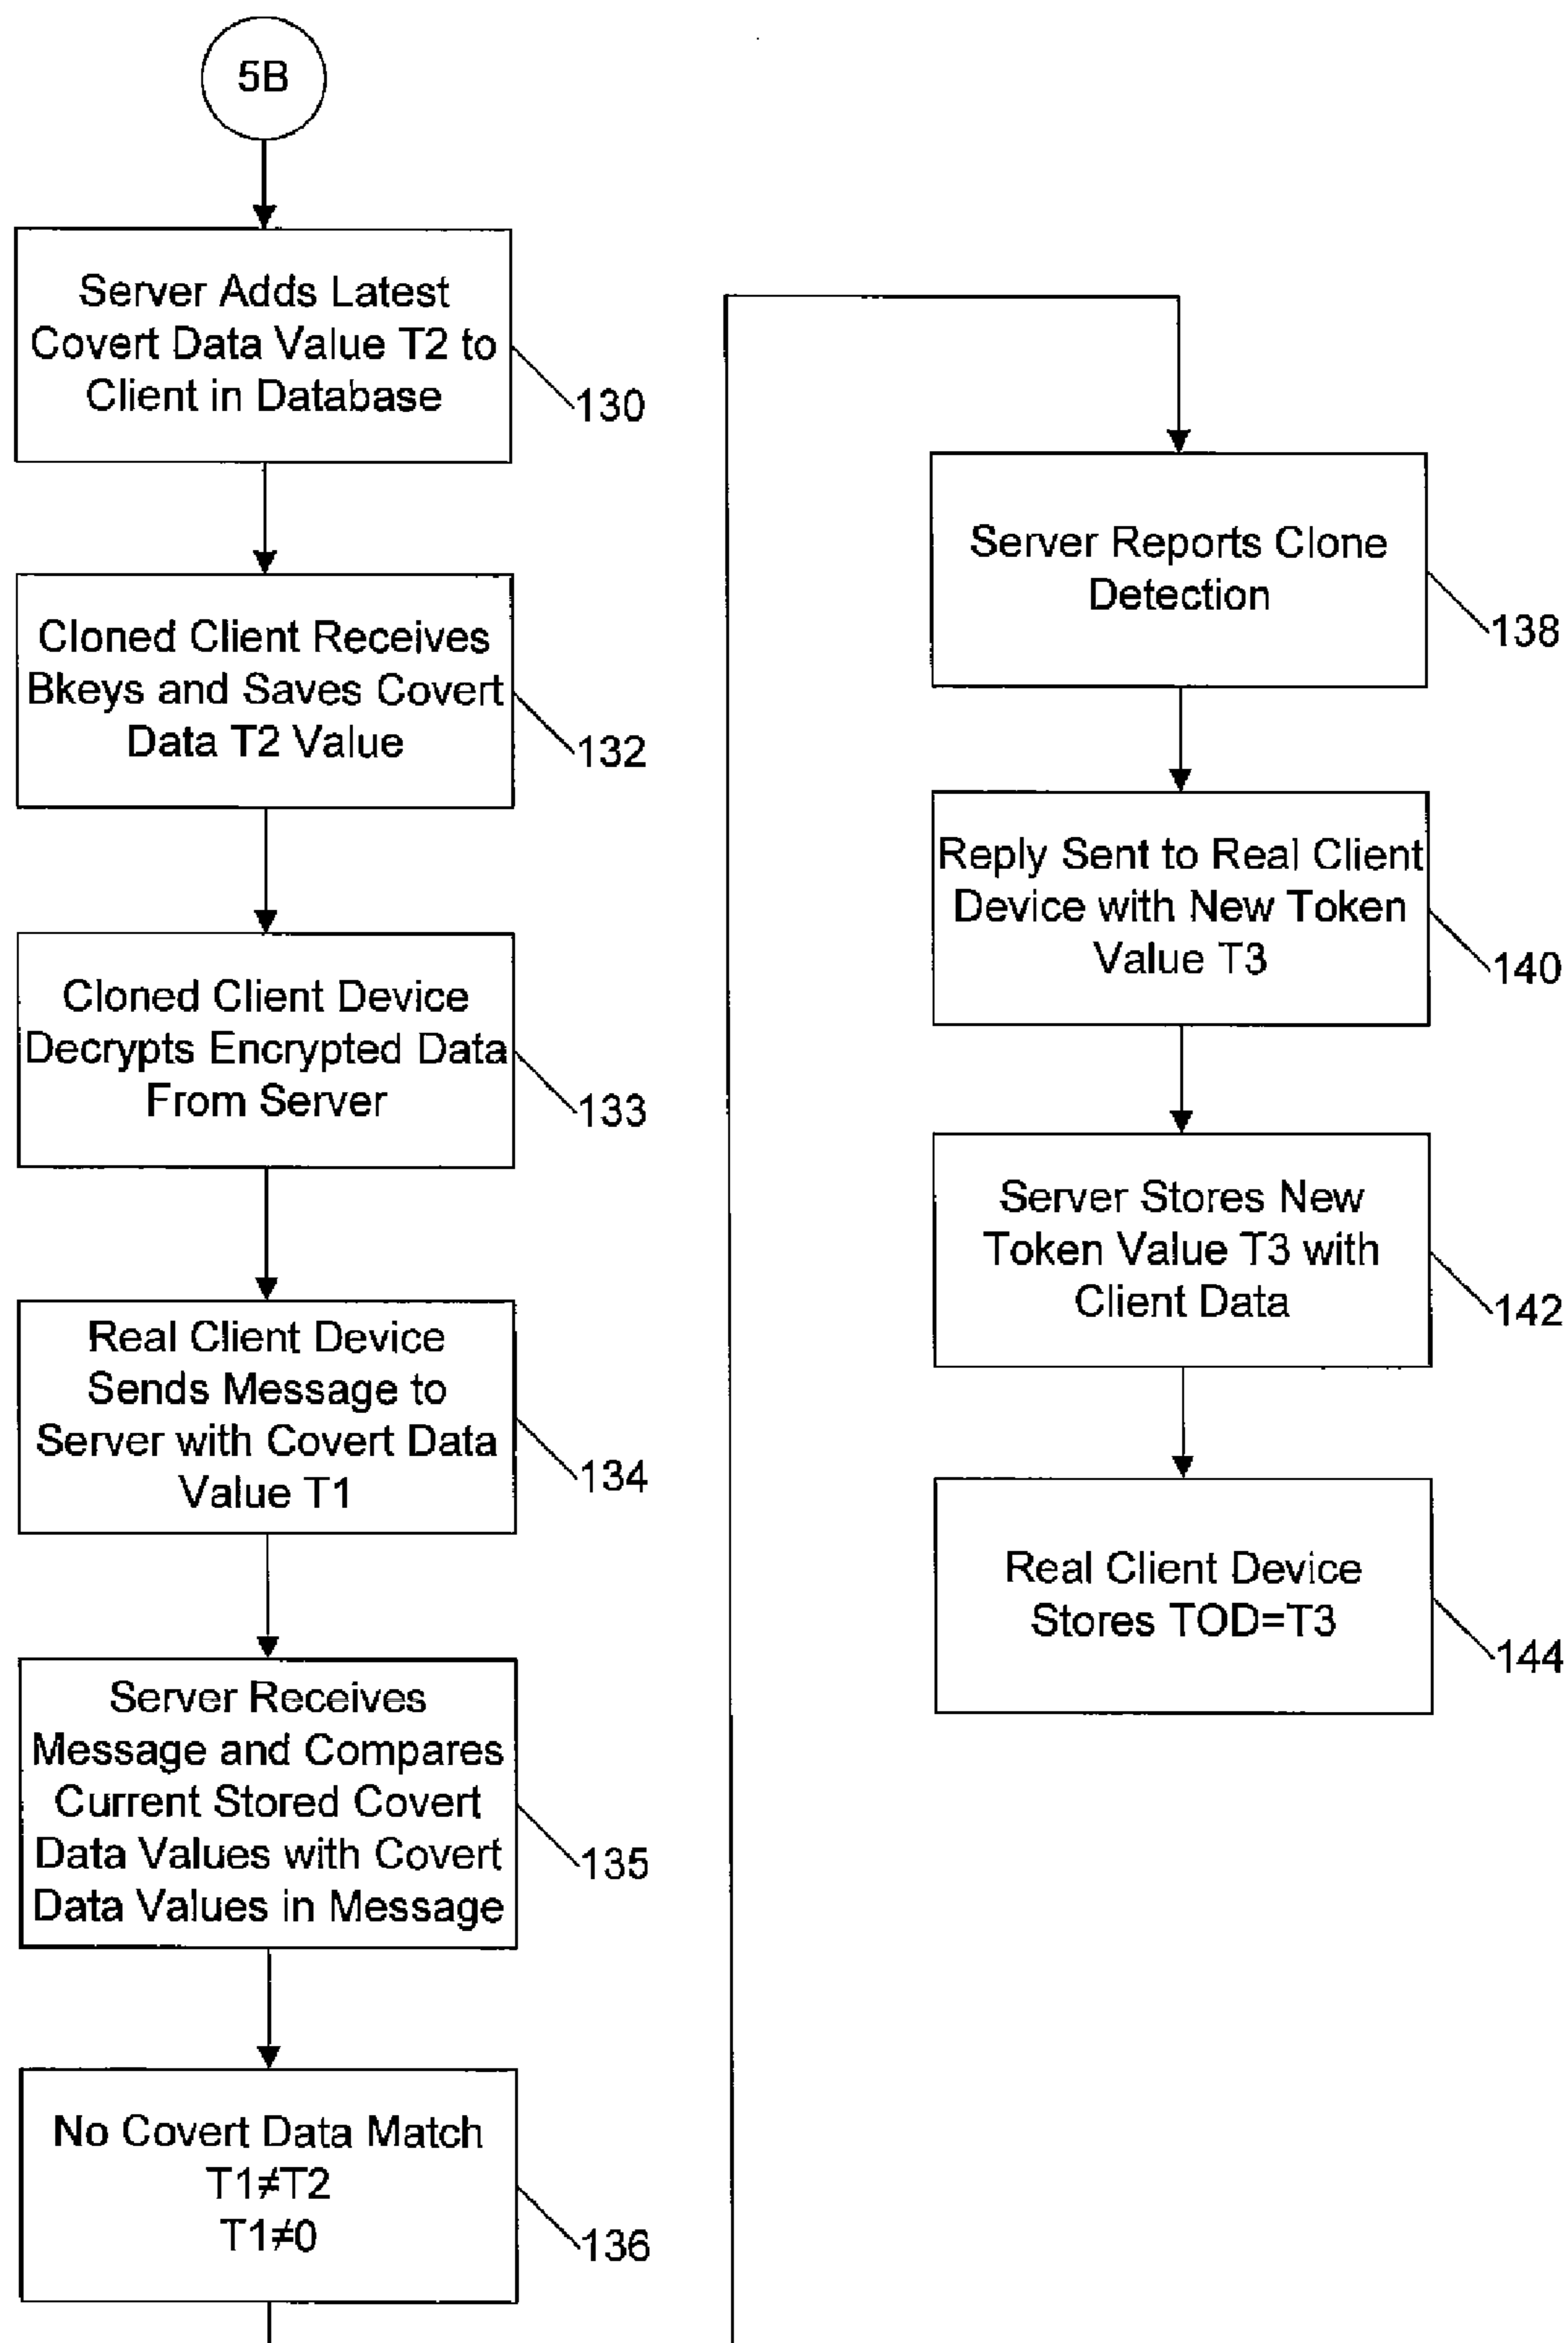 5B
Server Adds Latest
Covert Data Value T2 to
Client in Database
130
Cloned Client Receives
Bkeys and Saves Covert
Data T2 Value
132
Cloned Client Device
Decrypts Encrypted Data
From Server
133
Real Client Device
Sends Message to
Server with Covert Data
Value T1
134
Server Receives
Message and Compares
Current Stored Covert
Data Values with Covert
Data Values in Message
135
No Covert Data Match
T1≠T2
T1≠0
136
Server Reports Clone
Detection
138
Reply Sent to Real Client
Device with New Token
Value T3
140
Server Stores New
Token Value T3 with
Client Data
142
Real Client Device
Stores TOD=T3
144